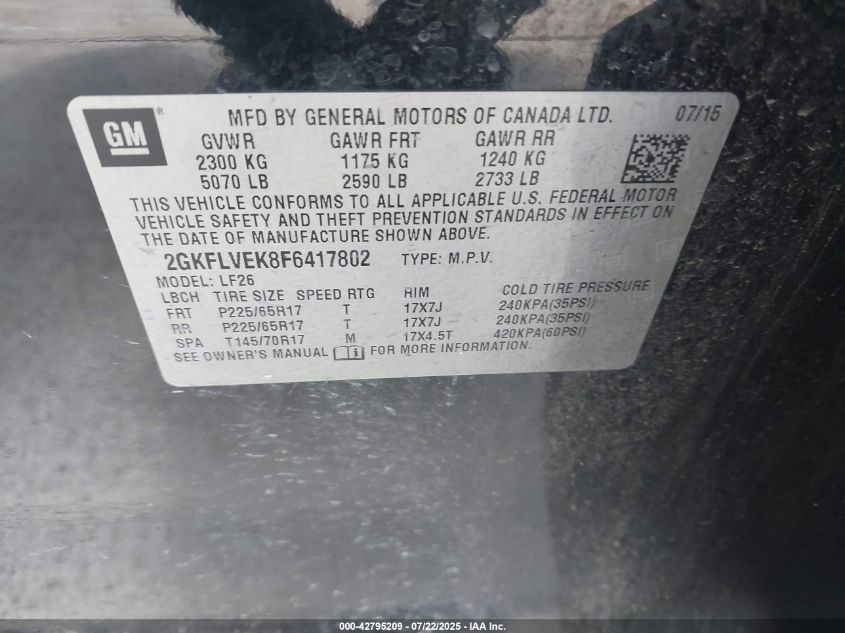 GM
MFD BY GENERAL MOTORS OF CANADA LTD. 07/15
GVWR GAWR FRT GAWR RR
2300 KG 1175 KG 1240 KG
5070 LB 2590 LB 2733 LB
THIS VEHICLE CONFORMS TO ALL APPLICABLE U.S. FEDERAL MOTOR
VEHICLE SAFETY AND THEFT PREVENTION STANDARDS IN EFFECT ON
THE DATE OF MANUFACTURE SHOWN ABOVE.
2GKFLVEK8F6417802 TYPE: M.P.V.
MODEL: LF26
LBCH TIRE SIZE SPEED RTG RIM COLD TIRE PRESSURE
FRT P225/65R17 T 17X7J 240KPA(35PSI)
RR P225/65R17 T 17X7J 240KPA(35PSI)
SPA T145/70R17 M 17X4.5T 420KPA(60PSI)
SEE OWNER'S MANUAL FOR MORE INFORMATION.
000-42795209 - 07/22/2025 - IAA Inc.